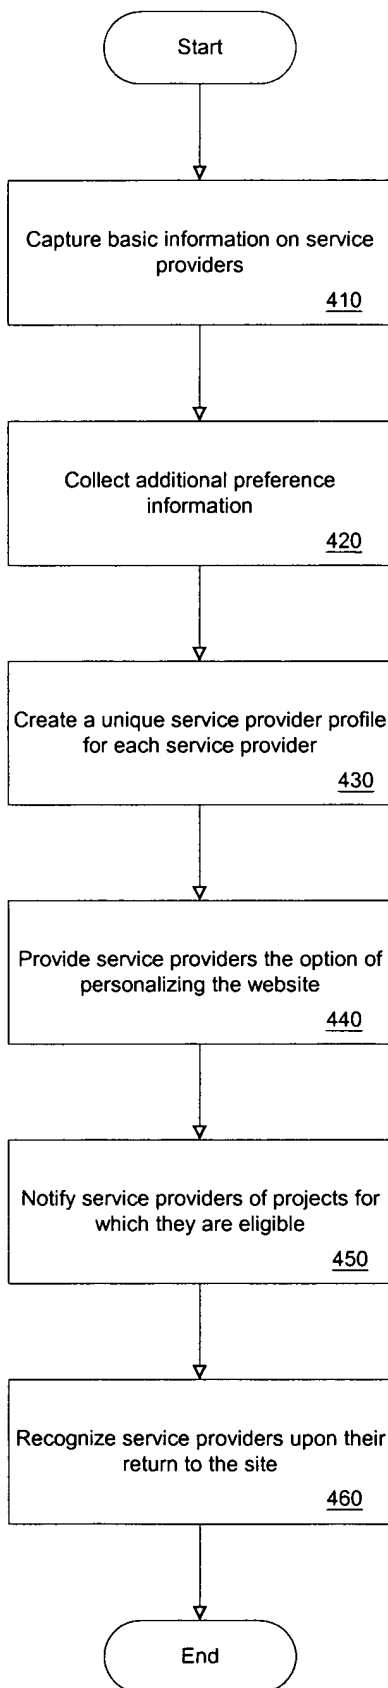 Start
Capture basic information on service
providers
410
Collect additional preference
information
420
Create a unique service provider profile
for each service provider
430
Provide service providers the option of
personalizing the website
440
Notify service providers of projects for
which they are eligible
450
Recognize service providers upon their
return to the site
460
End